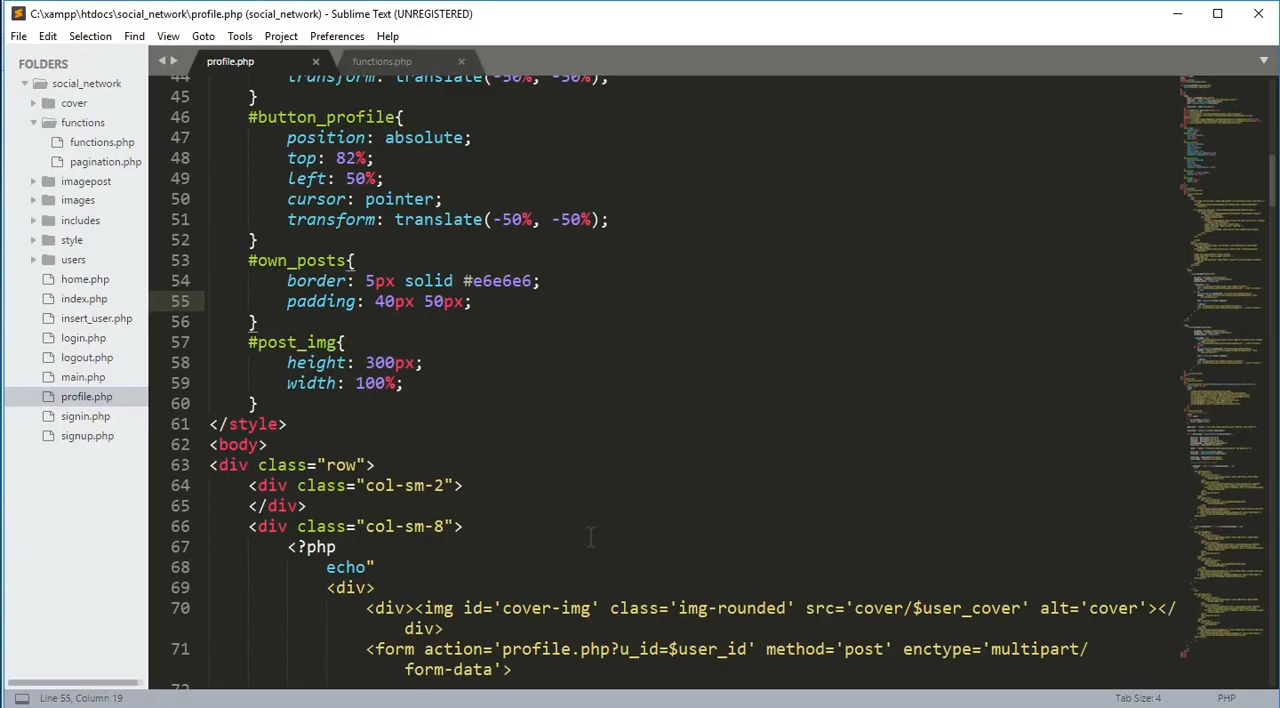 C:\xampp\htdocs\social_network\profile.php (social_network) - Sublime Text (UNREGISTERED)
File Edit Selection Find View Goto Tools Project Preferences Help
FOLDERS
social_network
cover
functions
functions.php
pagination.php
imagepost
images
includes
style
users
home.php
index.php
insert_user.php
login.php
logout.php
main.php
profile.php
signin.php
signup.php
profile.php × functions.php ×
44 transform: translate(-50%, -50%);
45 }
46 #button_profile{
47 position: absolute;
48 top: 82%;
49 left: 50%;
50 cursor: pointer;
51 transform: translate(-50%, -50%);
52 }
53 #own_posts{
54 border: 5px solid #e6e6e6;
55 padding: 40px 50px;
56 }
57 #post_img{
58 height: 300px;
59 width: 100%;
60 }
61 </style>
62 <body>
63 <div class="row">
64 <div class="col-sm-2">
65 </div>
66 <div class="col-sm-8">
67 <?php
68 echo"
69 <div>
70 <div><img id='cover-img' class='img-rounded' src='cover/$user_cover' alt='cover'></
div>
71 <form action='profile.php?u_id=$user_id' method='post' enctype='multipart/
form-data'>
Line 55, Column 19 Tab Size: 4 PHP